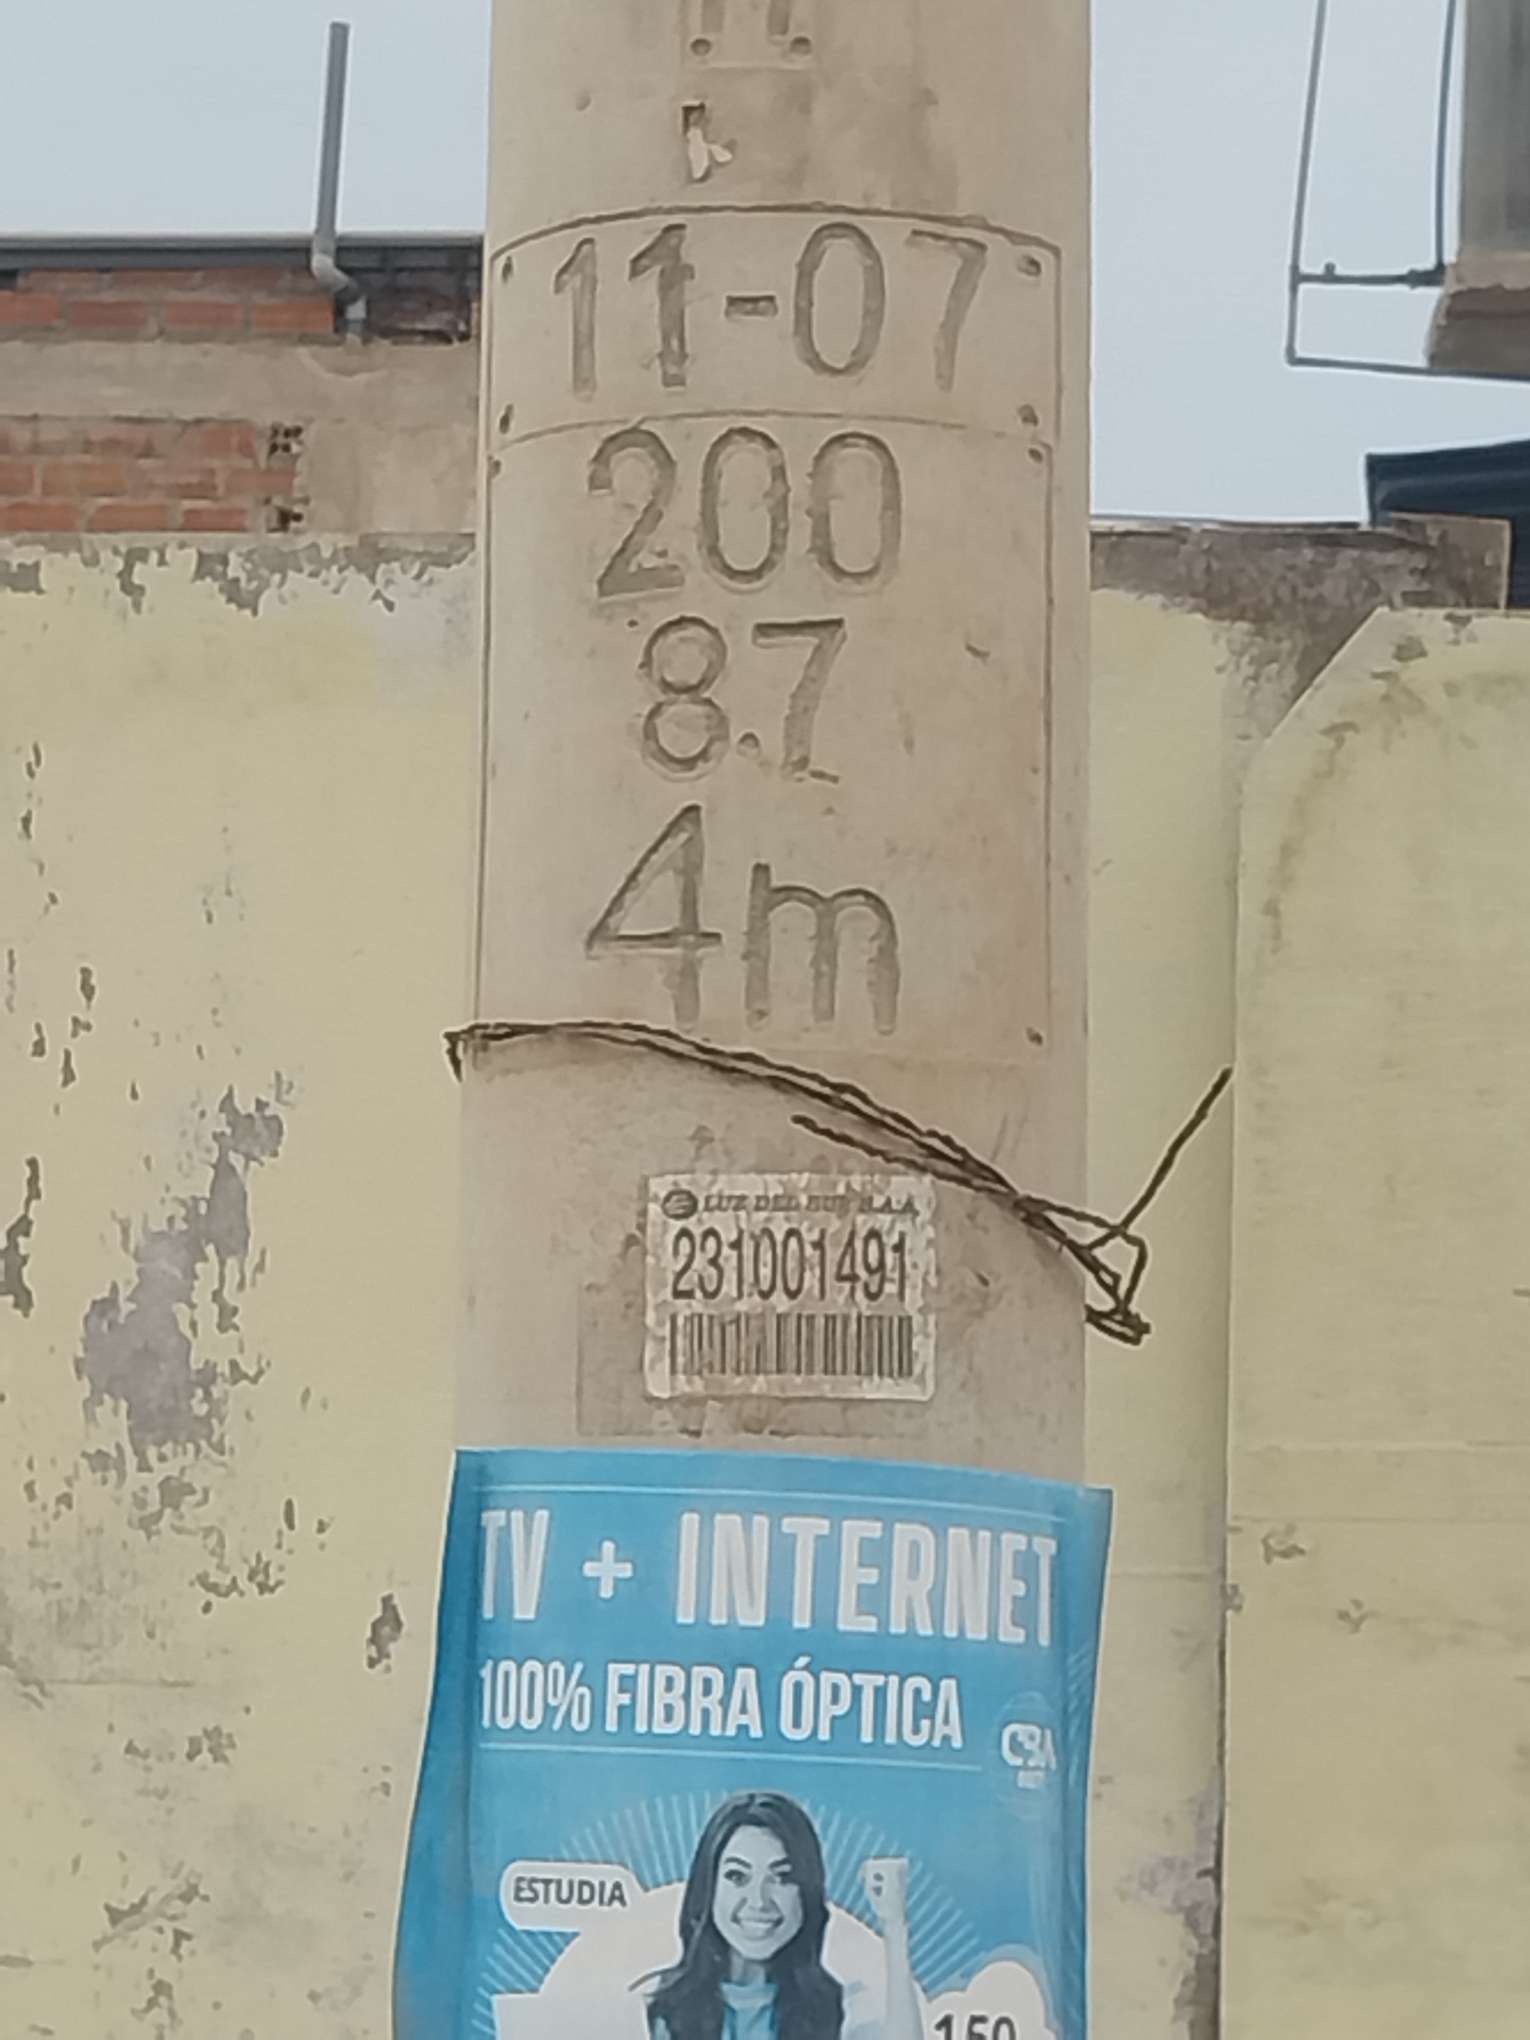 11-07
200
8.7
4m
LUZ DEL SUR S.A.A.
231001491
TV + INTERNET
100% FIBRA ÓPTICA
ESTUDIA
150